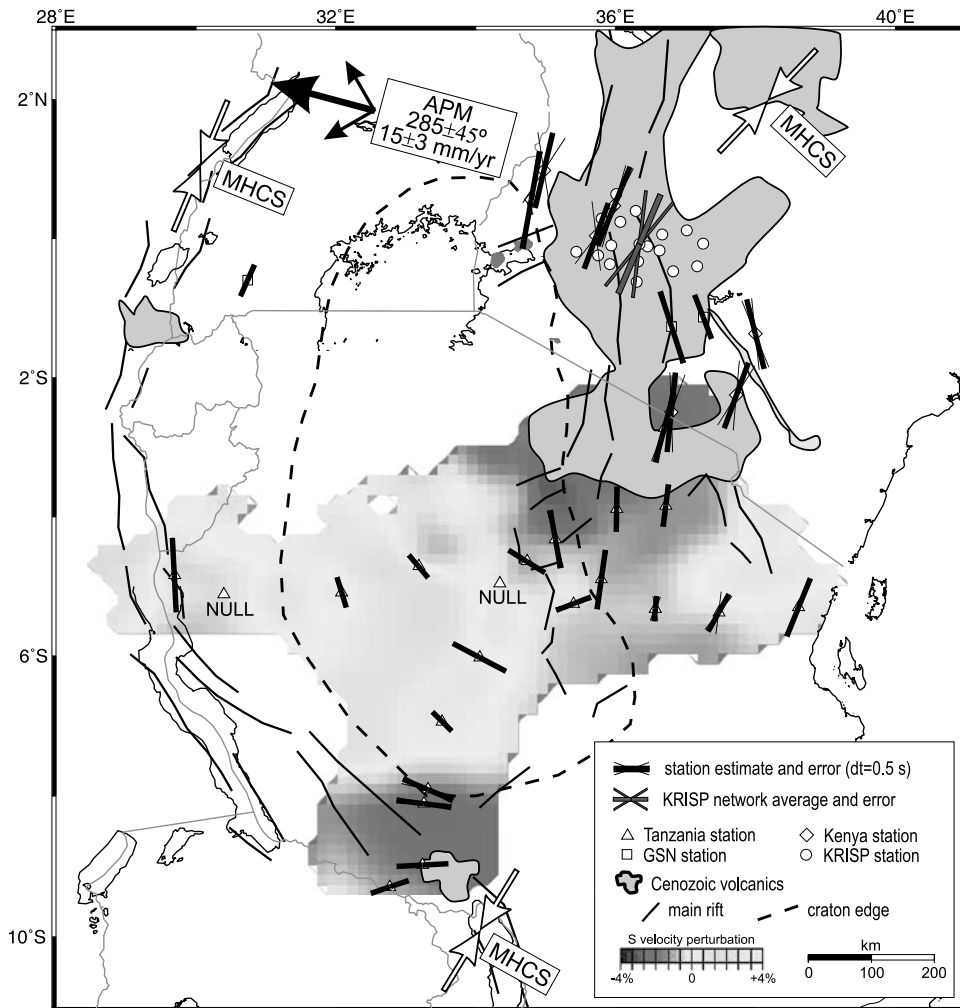 28°E 32°E 36°E 40°E
2°N
2°S
6°S
10°S
APM
285±45°
15±3 mm/yr
MHCS
MHCS
NULL
NULL
MHCS
station estimate and error (dt=0.5 s)
KRISP network average and error
Tanzania station Kenya station
GSN station KRISP station
Cenozoic volcanics
main rift craton edge
S velocity perturbation
-4% 0 +4%
km
0 100 200